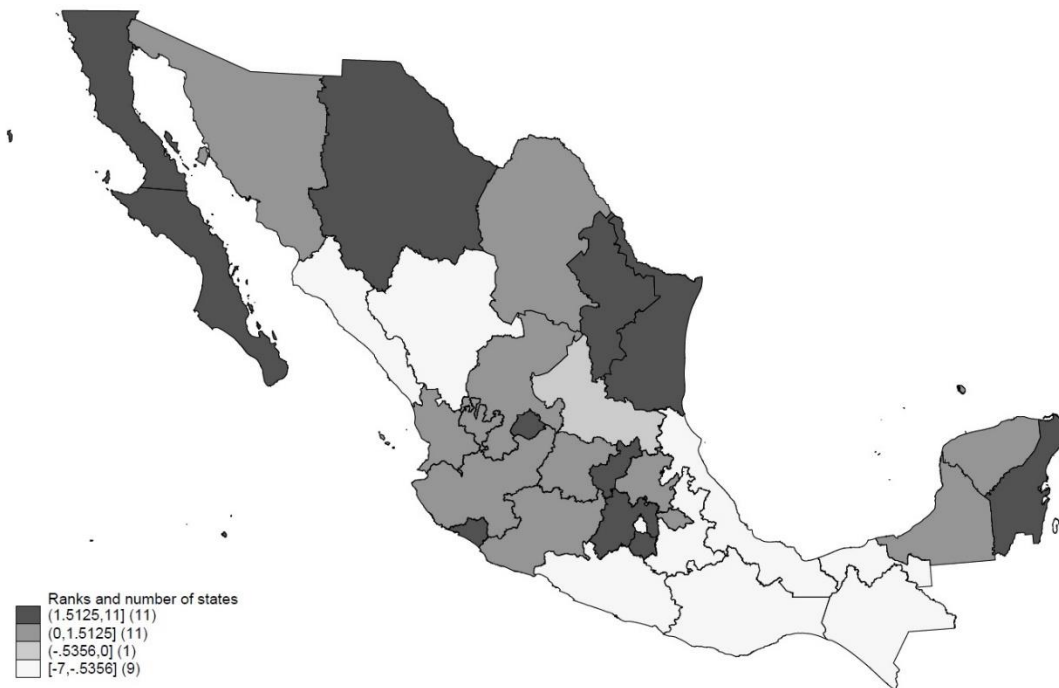 Ranks and number of states
(1.5125,11] (11)
(0,1.5125] (11)
(-.5356,0] (1)
[-7,-.5356] (9)